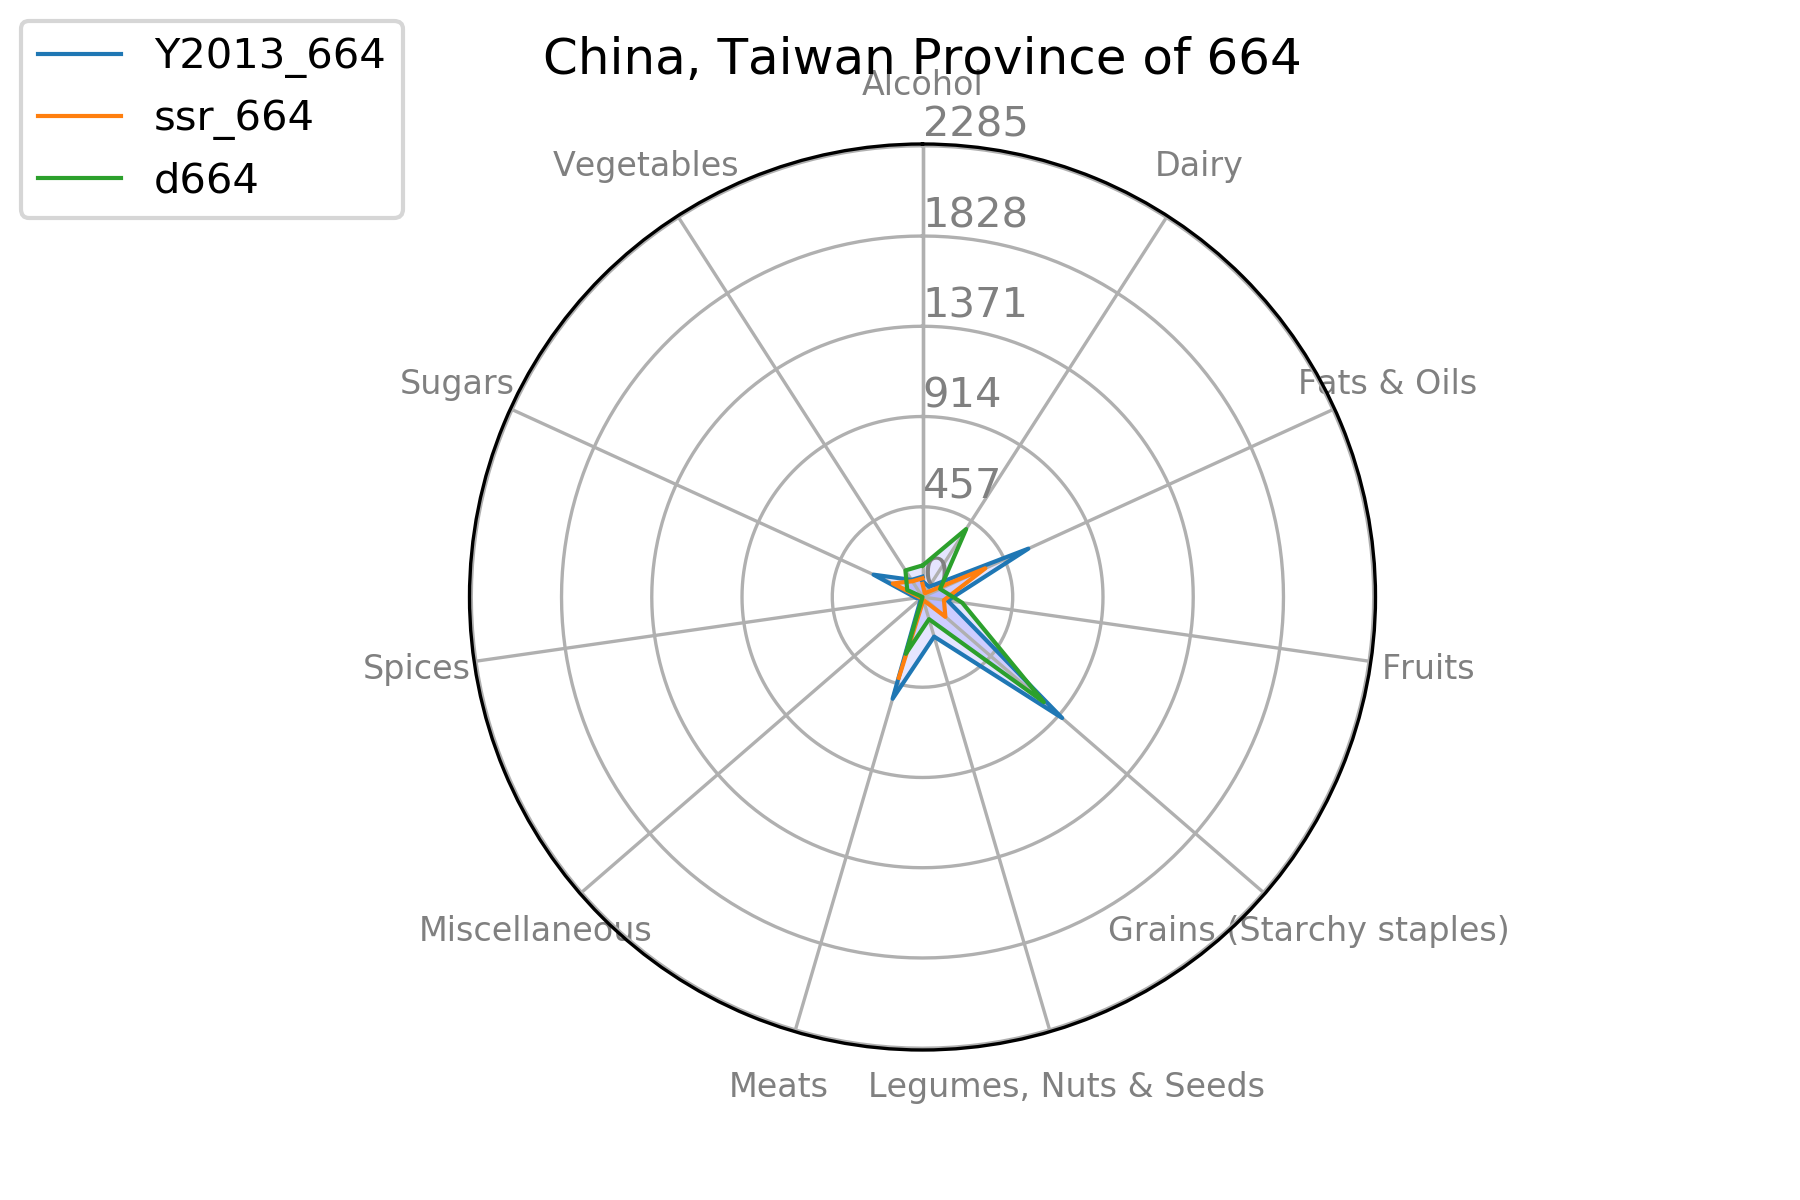 Y2013_664
ssr_664
d664
China, Taiwan Province of 664
Alcohol
2285
Vegetables
Dairy
1828
1371
Sugars
Fats & Oils
914
457
0
Spices
Fruits
Miscellaneous
Grains (Starchy staples)
Meats
Legumes, Nuts & Seeds